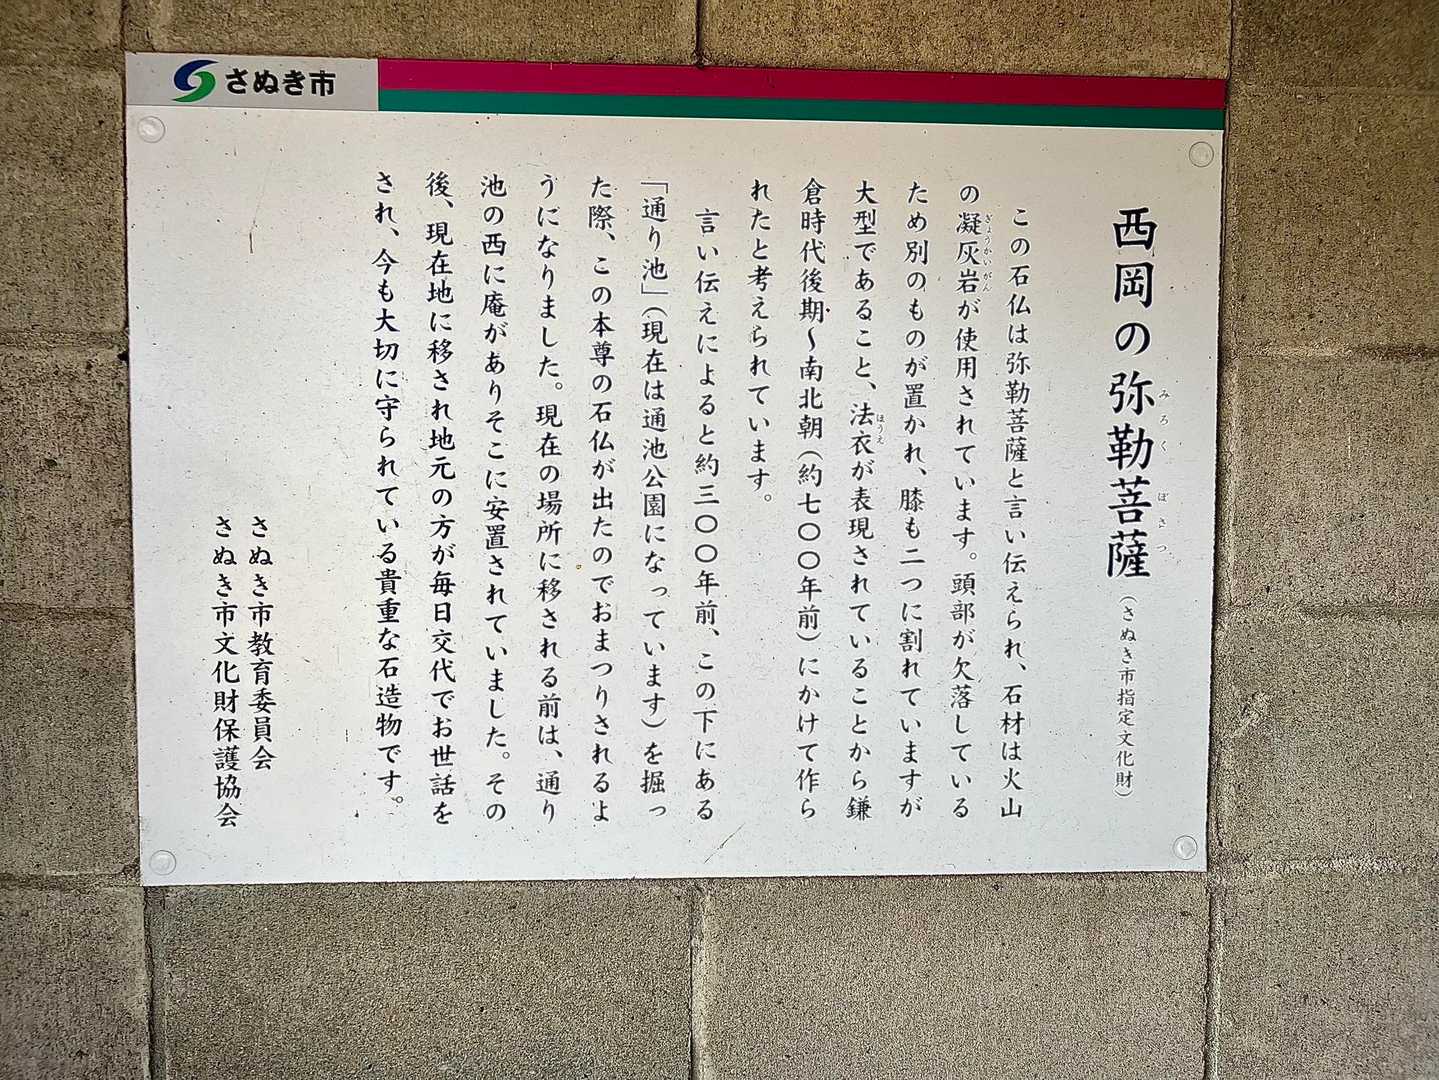 さぬき市
西岡の弥勒菩薩（さぬき市指定文化財）
みろく ぼさつ
この石仏は弥勒菩薩と言い伝えられ、石材は火山
の凝灰岩が使用されています。頭部が欠落している
ぎょうかいがん
ため別のものが置かれ、膝も二つに割れていますが
大型であること、法衣が表現されていることから鎌
ほうえ
倉時代後期～南北朝（約七〇〇年前）にかけて作ら
れたと考えられています。
言い伝えによると約三〇〇年前、この下にある
「通り池」（現在は通池公園になっています）を掘っ
た際、この本尊の石仏が出たのでおまつりされるよ
うになりました。現在の場所に移される前は、通り
池の西に庵がありそこに安置されていました。その
後、現在地に移され地元の方が毎日交代でお世話を
され、今も大切に守られている貴重な石造物です。
さぬき市教育委員会
さぬき市文化財保護協会